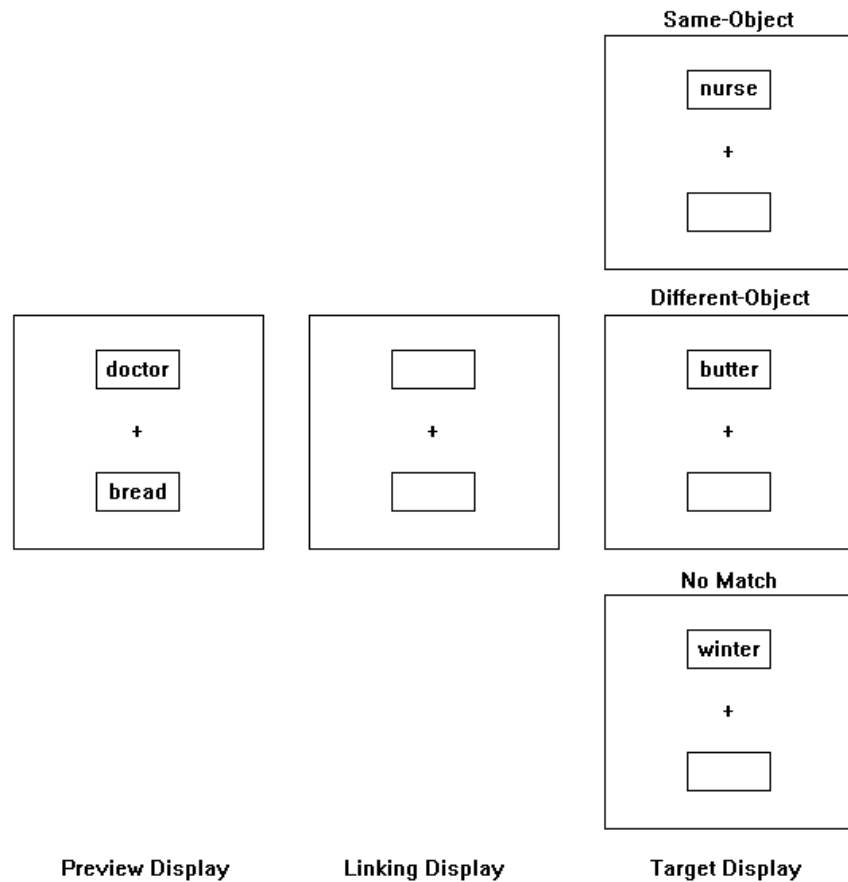 Same-Object
nurse
+
Different-Object
doctor
+
bread
+
butter
+
No Match
winter
+
Preview Display Linking Display Target Display